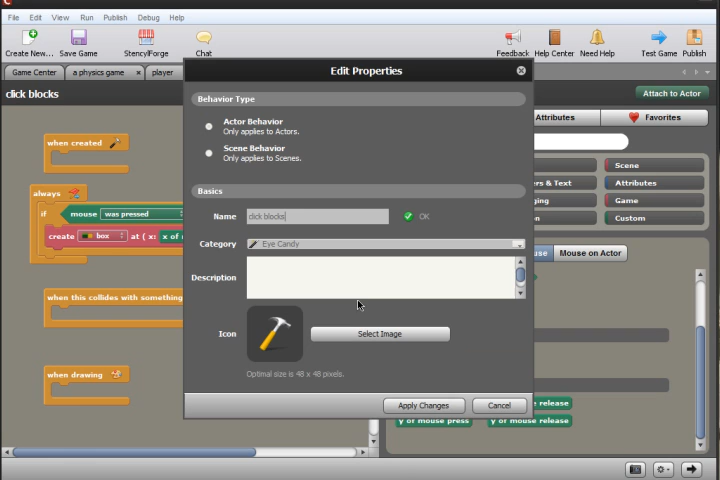 File Edit View Run Publish Debug Help
Create New... Save Game StencylForge Chat Feedback Help Center Need Help Test Game Publish
Game Center a physics game player
click blocks
Attach to Actor
Edit Properties
Behavior Type
Actor Behavior
Only applies to Actors.
Scene Behavior
Only applies to Scenes.
Basics
Name click blocks OK
Category Eye Candy
Description
Icon Select Image
Optimal size is 48 x 48 pixels.
Apply Changes Cancel
when created
always
if mouse was pressed
create box at ( x: x of
when this collides with something
when drawing
Attributes Favorites
Scene
ers & Text Attributes
ging Game
Custom
use Mouse on Actor
e release
y of mouse press y of mouse release